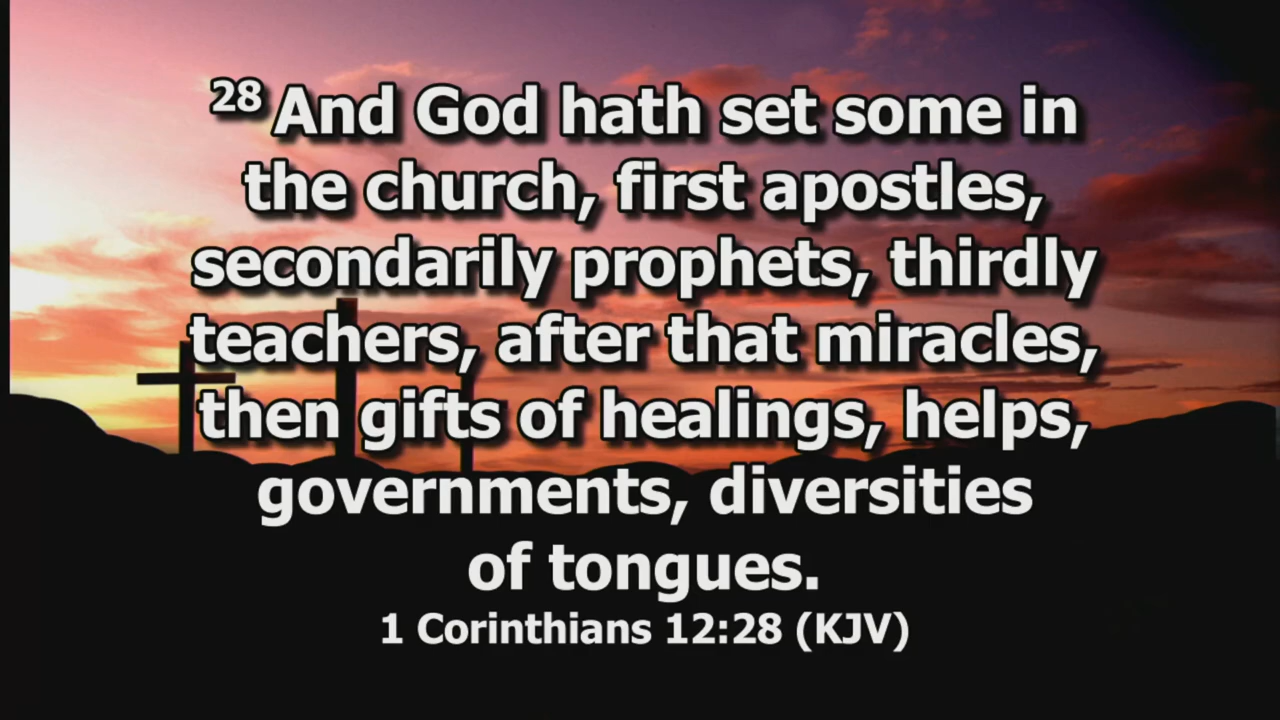 28 And God hath set some in
the church, first apostles,
secondarily prophets, thirdly
teachers, after that miracles,
then gifts of healings, helps,
governments, diversities
of tongues.
1 Corinthians 12:28 (KJV)